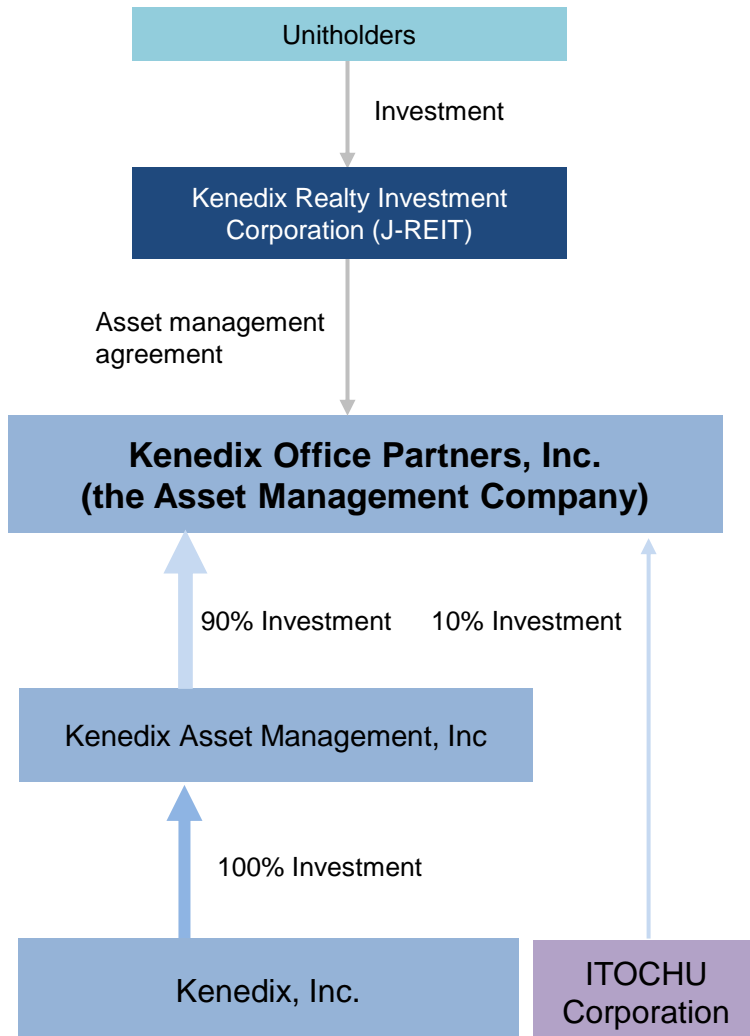 Unitholders
Investment
Kenedix Realty Investment
Corporation (J-REIT)
Asset management
agreement
Kenedix Office Partners, Inc.
(the Asset Management Company)
90% Investment
10% Investment
Kenedix Asset Management, Inc
100% Investment
Kenedix, Inc.
ITOCHU
Corporation